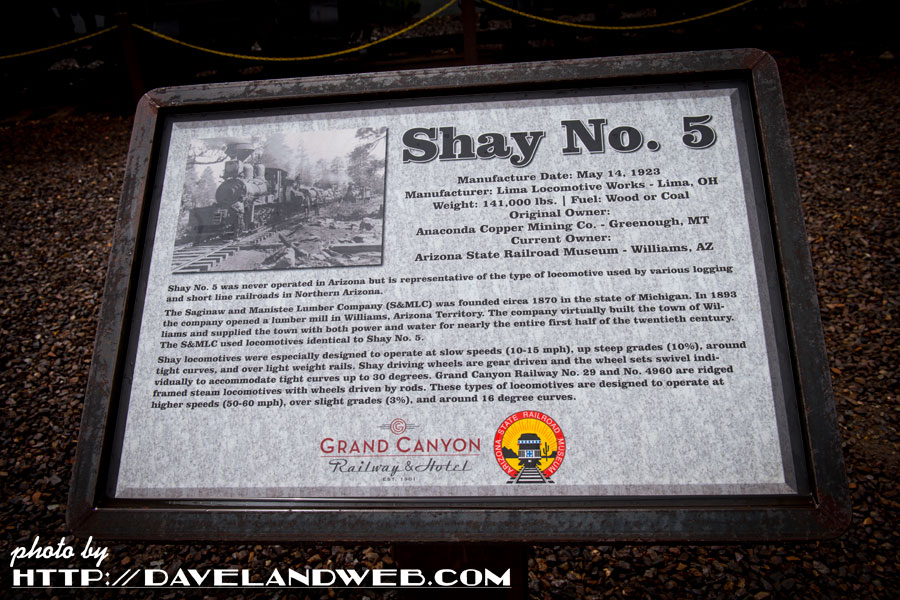 Shay No. 5
Manufacture Date: May 14, 1923
Manufacturer: Lima Locomotive Works - Lima, OH
Weight: 141,000 lbs. | Fuel: Wood or Coal
Original Owner:
Anaconda Copper Mining Co. - Greenough, MT
Current Owner:
Arizona State Railroad Museum - Williams, AZ
Shay No. 5 was never operated in Arizona but is representative of the type of locomotive used by various logging
and short line railroads in Northern Arizona.
The Saginaw and Manistee Lumber Company (S&MLC) was founded circa 1870 in the state of Michigan. In 1893
the company opened a lumber mill in Williams, Arizona Territory. The company virtually built the town of Wil-
liams and supplied the town with both power and water for nearly the entire first half of the twentieth century.
The S&MLC used locomotives identical to Shay No. 5.
Shay locomotives were especially designed to operate at slow speeds (10-15 mph), up steep grades (10%), around
tight curves, and over light weight rails. Shay driving wheels are gear driven and the wheel sets swivel indi-
vidually to accommodate tight curves up to 30 degrees. Grand Canyon Railway No. 29 and No. 4960 are ridged
framed steam locomotives with wheels driven by rods. These types of locomotives are designed to operate at
higher speeds (50-60 mph), over slight grades (3%), and around 16 degree curves.
GRAND CANYON
Railway & Hotel
EST. 1901
ARIZONA STATE RAILROAD MUSEUM
photo by
HTTP://DAVELANDWEB.COM